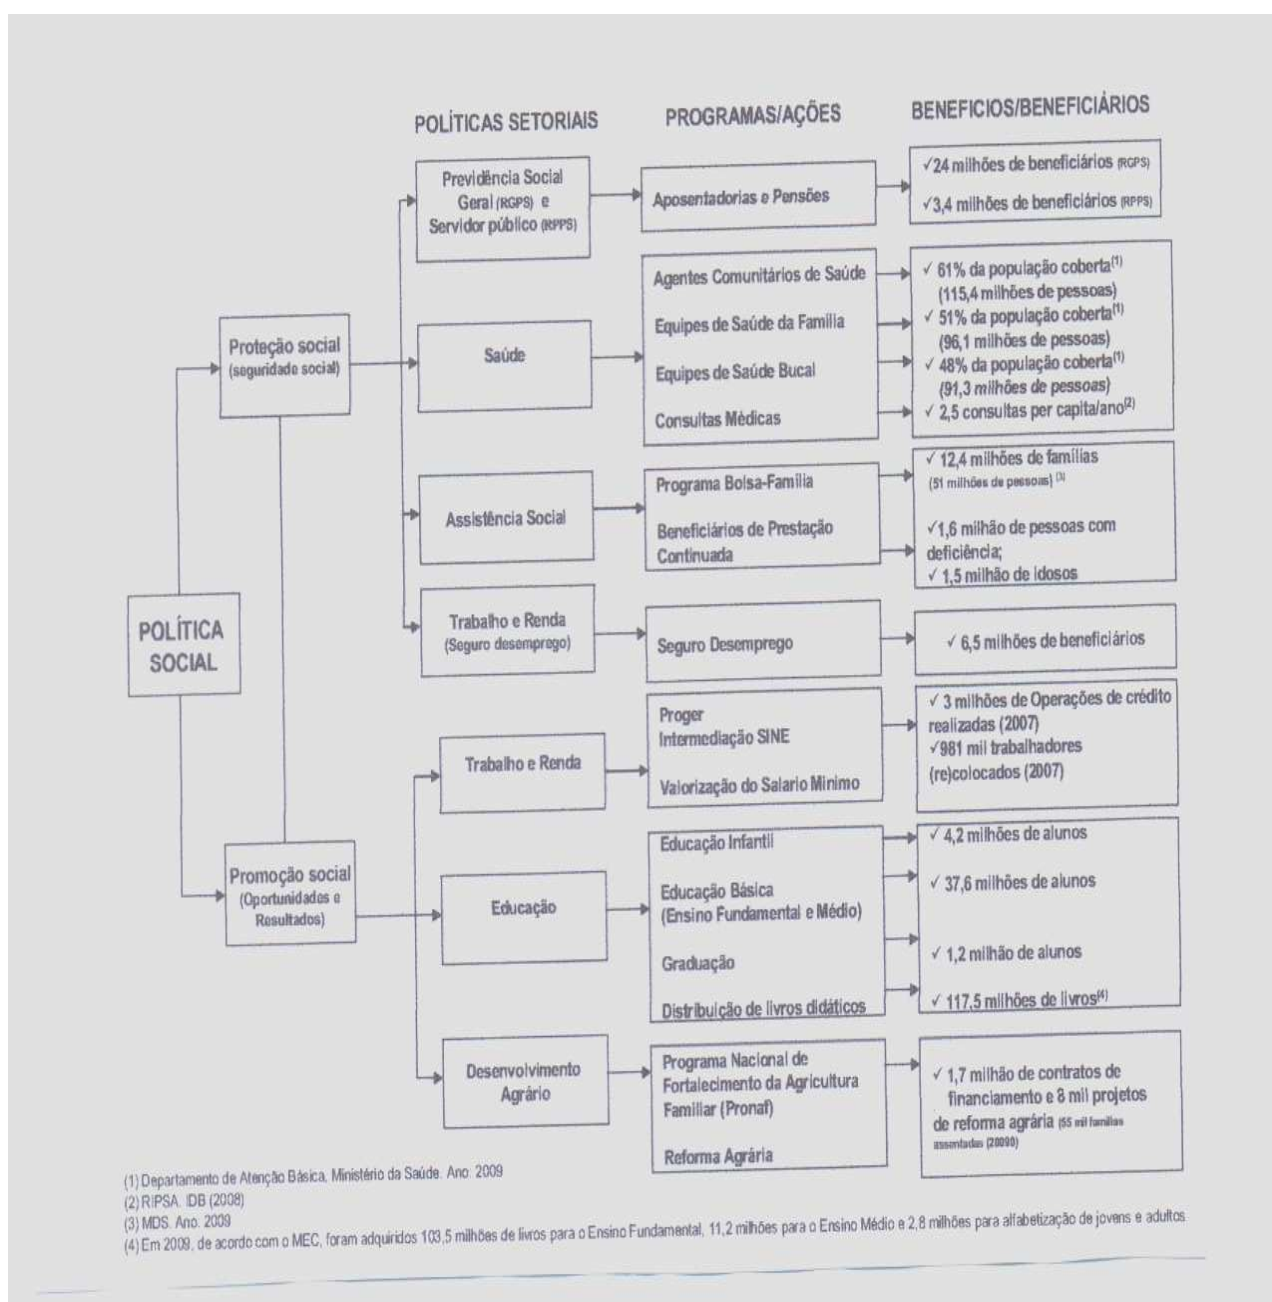 POLÍTICAS SETORIAIS
PROGRAMAS/AÇÕES
BENEFICIOS/BENEFICIÁRIOS
POLÍTICA
SOCIAL
Proteção social
(seguridade social)
Previdência Social
Geral (RGPS) e
Servidor público (RPPS)
Aposentadorias e Pensões
✓24 milhões de beneficiários (RGPS)
✓3,4 milhões de beneficiários (RPPS)
Saúde
Agentes Comunitários de Saúde
Equipes de Saúde da Familia
Equipes de Saúde Bucal
Consultas Médicas
✓ 61% da população coberta(1)
(115,4 milhões de pessoas)
✓ 51% da população coberta(1)
(96,1 milhões de pessoas)
✓ 48% da população coberta(1)
(91,3 milhões de pessoas)
✓ 2,5 consultas per capita/ano(2)
Assistência Social
Programa Bolsa-Familia
Beneficiários de Prestação
Continuada
✓ 12,4 milhões de famílias
(51 milhões de pessoas) (3)
✓1,6 milhão de pessoas com
deficiência;
✓ 1,5 milhão de idosos
Trabalho e Renda
(Seguro desemprego)
Seguro Desemprego
✓ 6,5 milhões de beneficiários
Promoção social
(Oportunidades e
Resultados)
Trabalho e Renda
Proger
Intermediação SINE
Valorização do Salario Minimo
✓ 3 milhões de Operações de crédito
realizadas (2007)
✓981 mil trabalhadores
(re)colocados (2007)
Educação
Educação Infantil
Educação Básica
(Ensino Fundamental e Médio)
Graduação
Distribuição de livros didáticos
✓ 4,2 milhões de alunos
✓ 37,6 milhões de alunos
✓ 1,2 milhão de alunos
✓ 117,5 milhões de livros(4)
Desenvolvimento
Agrário
Programa Nacional de
Fortalecimento da Agricultura
Familiar (Pronaf)
Reforma Agrária
✓ 1,7 milhão de contratos de
financiamento e 8 mil projetos
de reforma agrária (55 mil famílias
assentadas (20090)
(1) Departamento de Atenção Básica, Ministério da Saúde. Ano: 2009
(2) RIPSA. IDB (2008)
(3) MDS. Ano. 2009
(4) Em 2009, de acordo com o MEC, foram adquiridos 103,5 milhões de livros para o Ensino Fundamental, 11,2 milhões para o Ensino Médio e 2,8 milhões para alfabetização de jovens e adultos